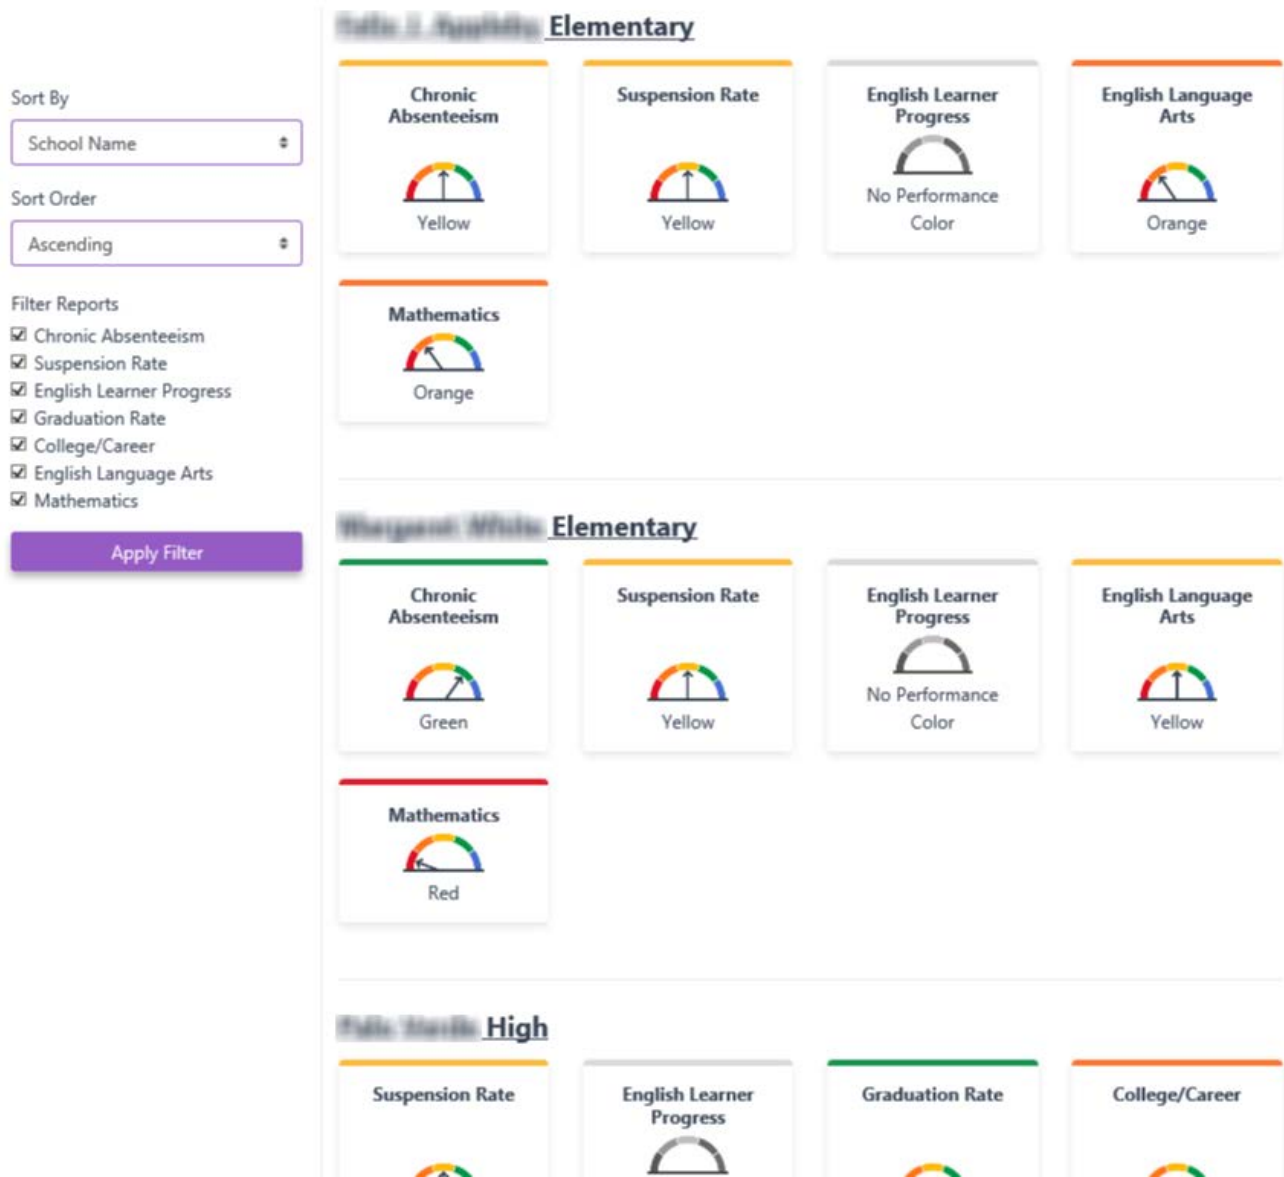 Sort By
School Name
Sort Order
Ascending
Filter Reports
Chronic Absenteeism
Suspension Rate
English Learner Progress
Graduation Rate
College/Career
English Language Arts
Mathematics
Apply Filter
Elementary
Chronic
Absenteeism
Yellow
Suspension Rate
Yellow
English Learner
Progress
No Performance
Color
English Language
Arts
Orange
Mathematics
Orange
Elementary
Chronic
Absenteeism
Green
Suspension Rate
Yellow
English Learner
Progress
No Performance
Color
English Language
Arts
Yellow
Mathematics
Red
High
Suspension Rate
English Learner
Progress
Graduation Rate
College/Career